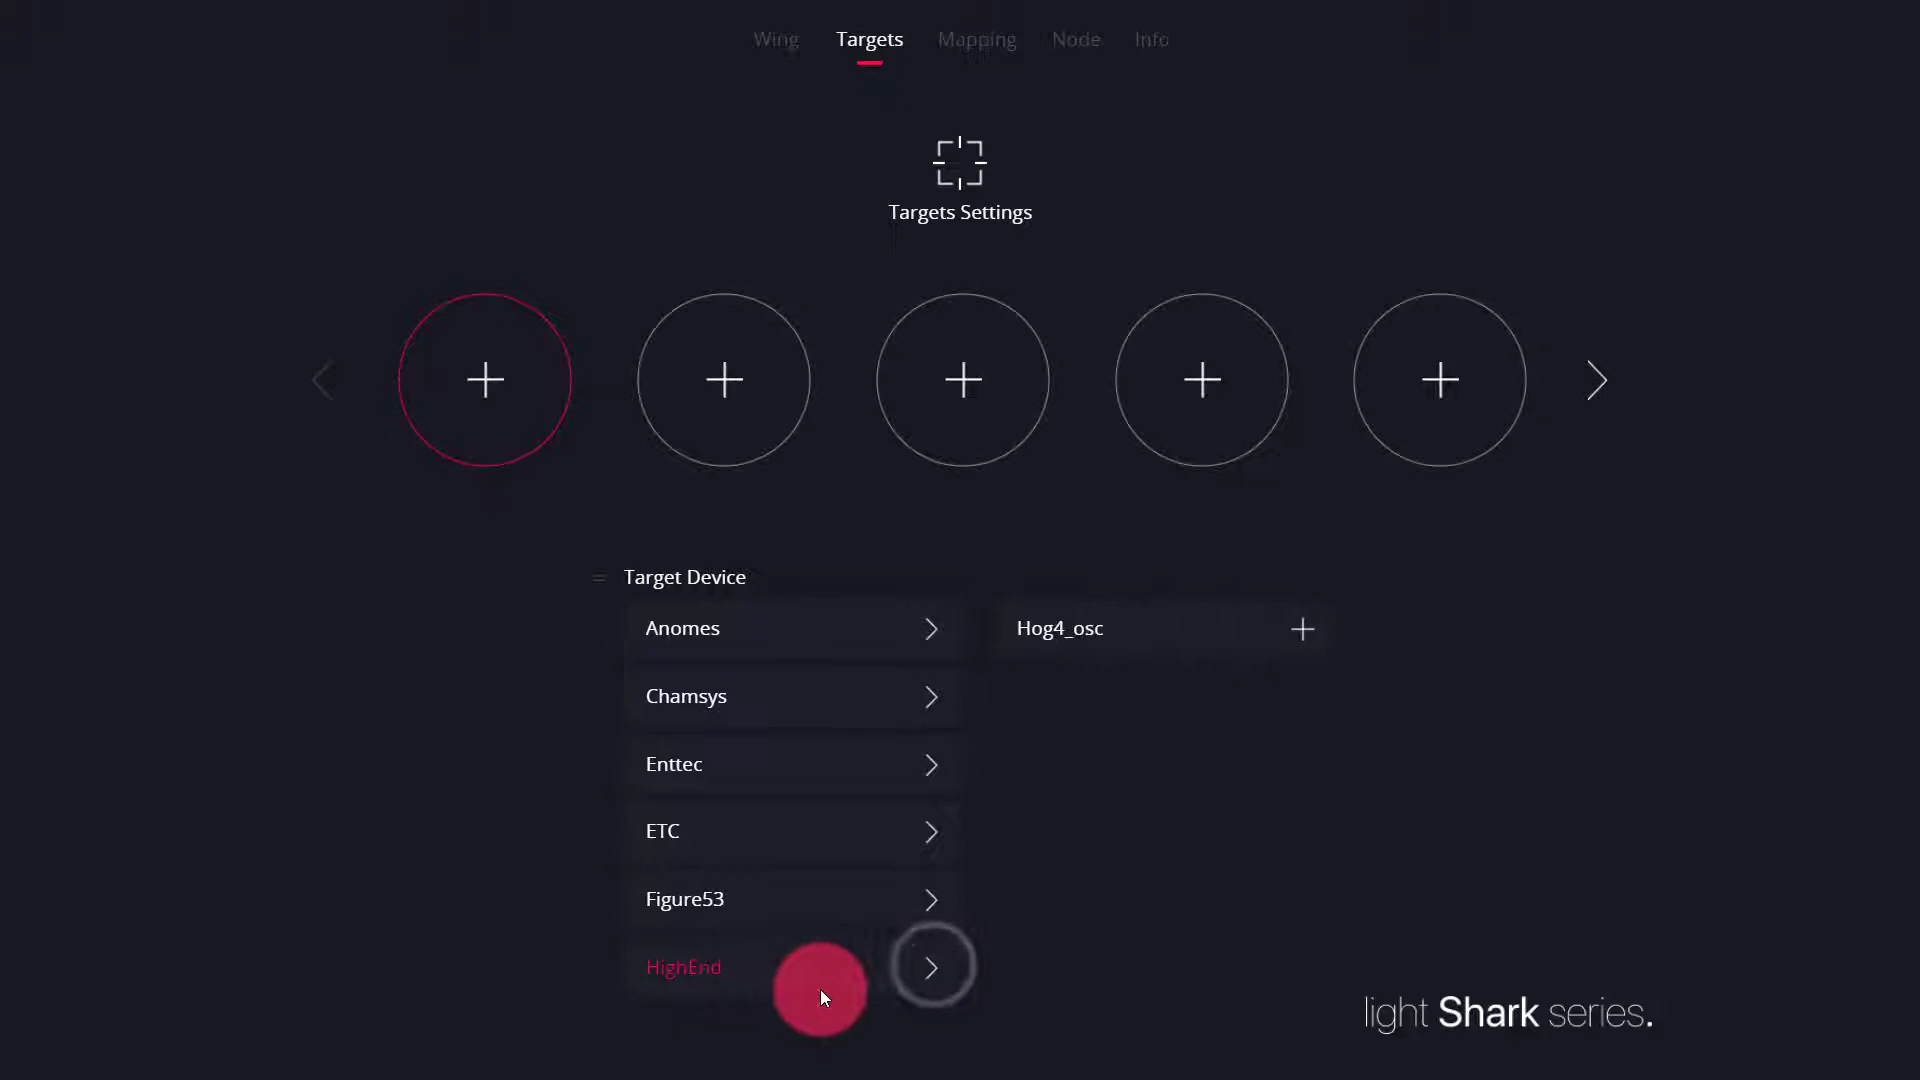 Wing Targets Mapping Node Info
Targets Settings
Target Device
Anomes
Hog4_osc
Chamsys
Enttec
ETC
Figure53
HighEnd
light Shark series.